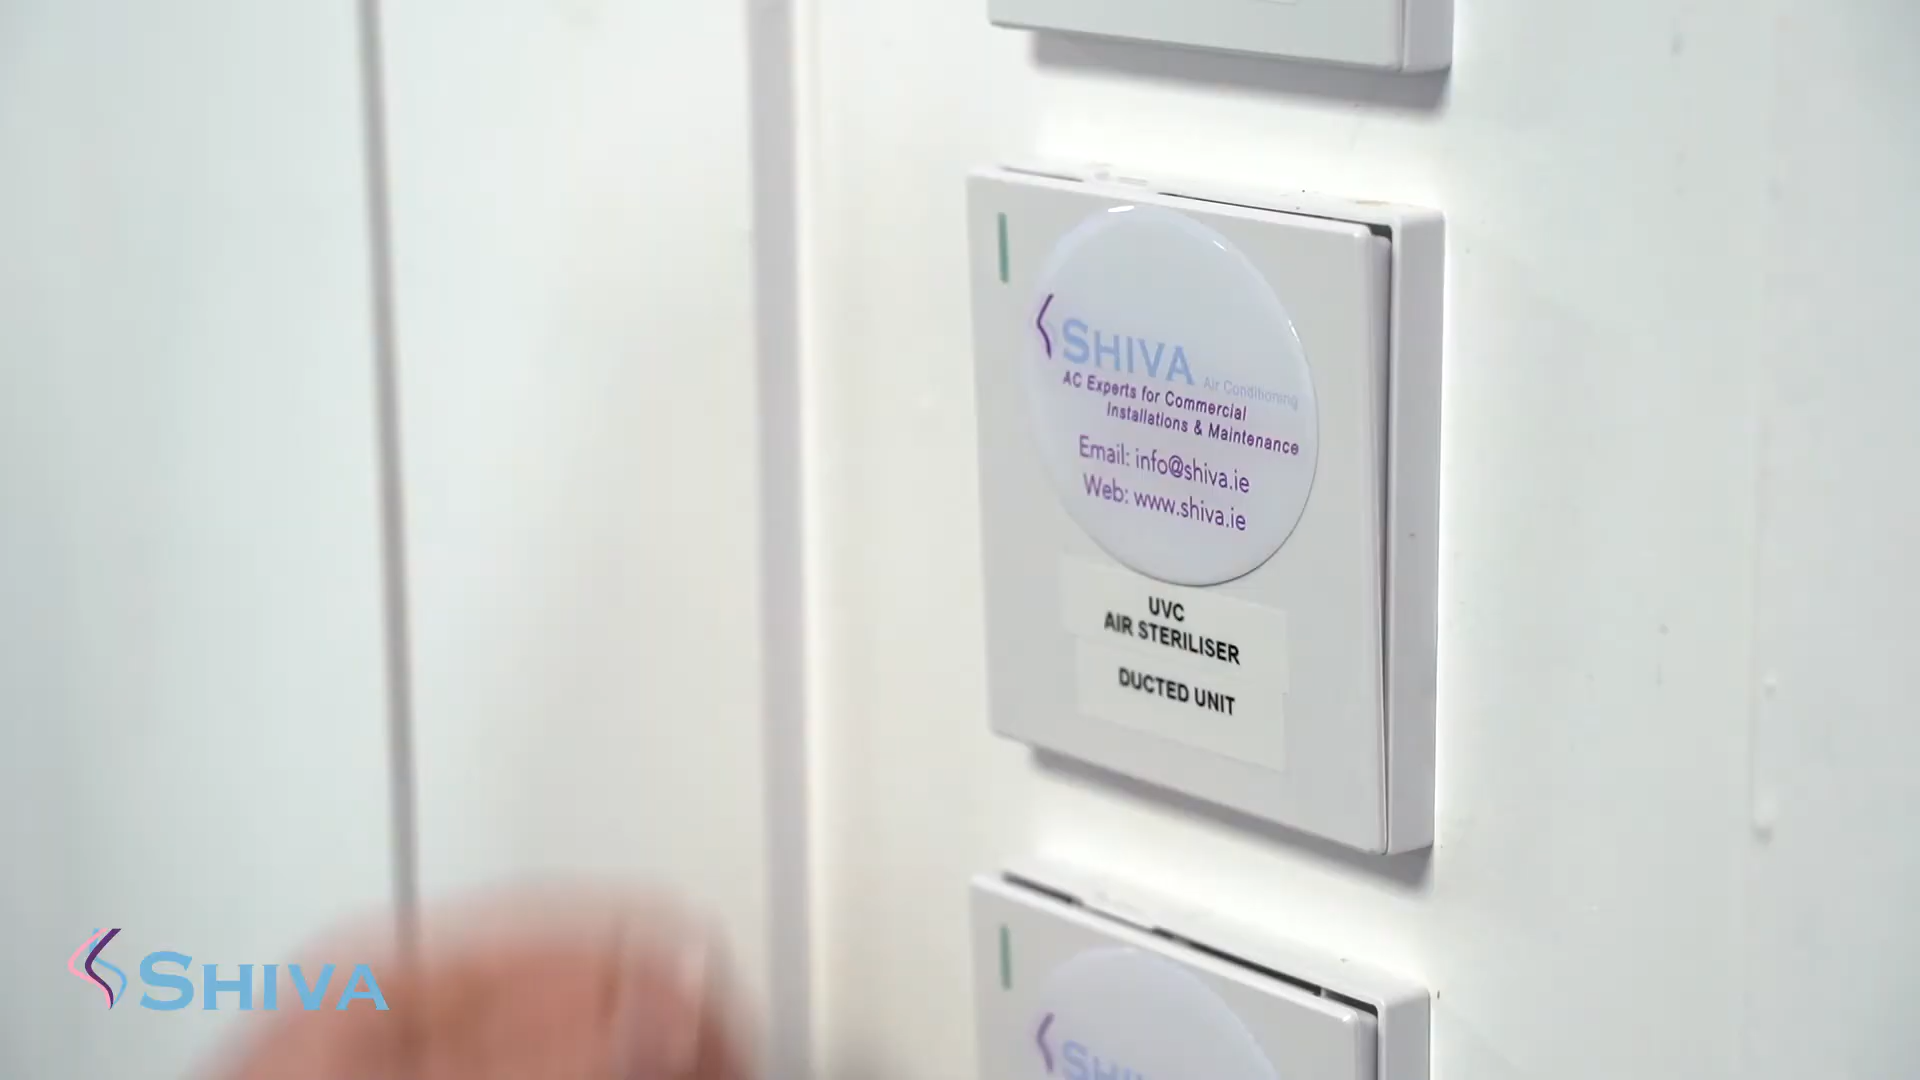 SHIVA Air Conditioning
AC Experts for Commercial
Installations & Maintenance
Email: info@shiva.ie
Web: www.shiva.ie
UVC
AIR STERILISER
DUCTED UNIT
SHIVA
SHIVA